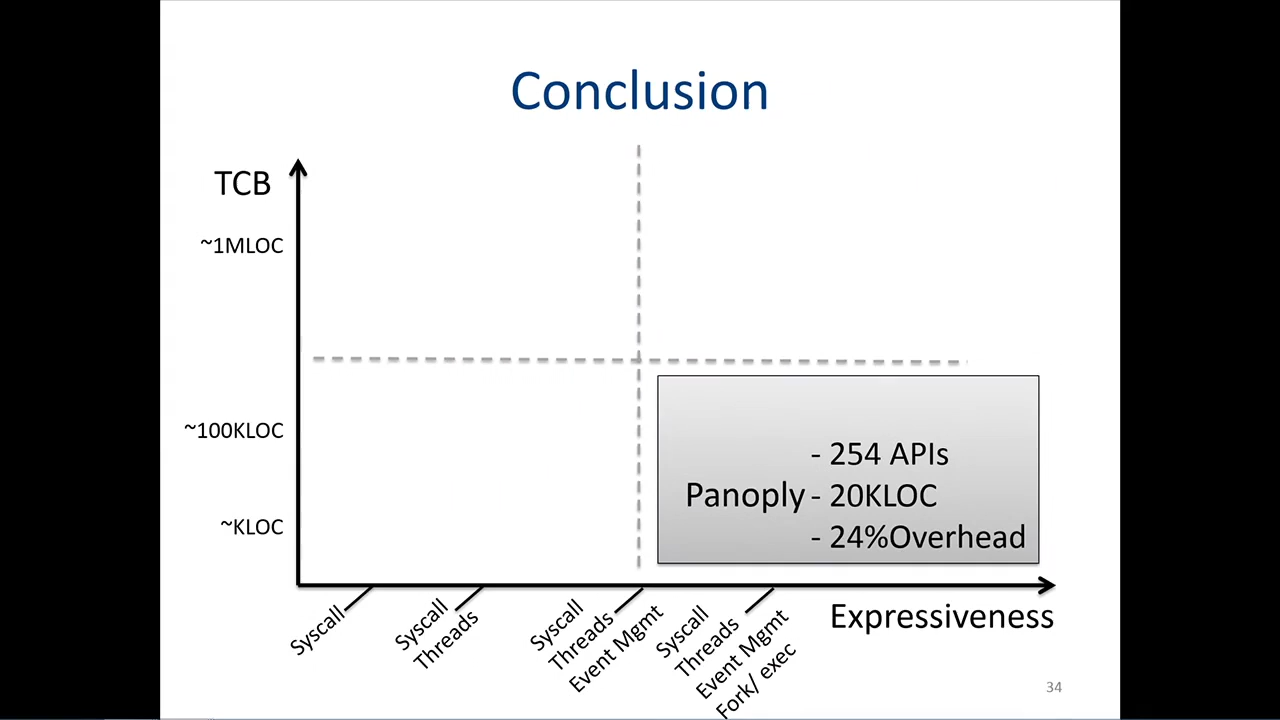 Conclusion
TCB
~1MLOC
~100KLOC
~KLOC
- 254 APIs
Panoply - 20KLOC
- 24%Overhead
Syscall
Syscall
Threads
Syscall
Threads
Event Mgmt
Syscall
Threads
Event Mgmt
Fork/ exec
Expressiveness
34